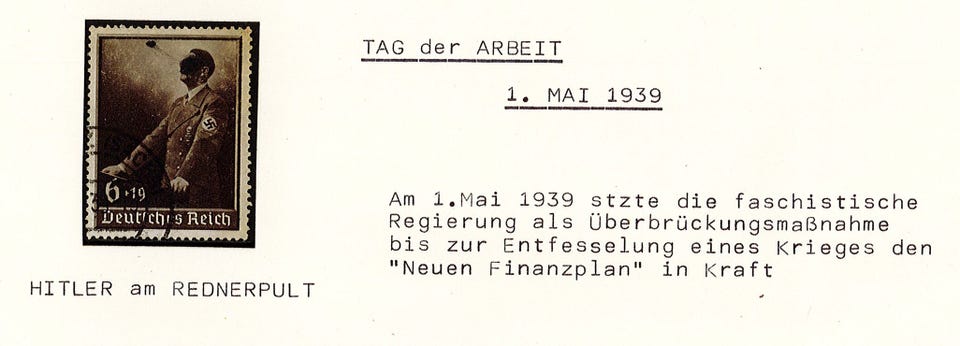 6+19
Deutsches Reich
HITLER am REDNERPULT
TAG der ARBEIT
1. MAI 1939
Am 1.Mai 1939 stzte die faschistische
Regierung als Überbrückungsmaßnahme
bis zur Entfesselung eines Krieges den
"Neuen Finanzplan" in Kraft